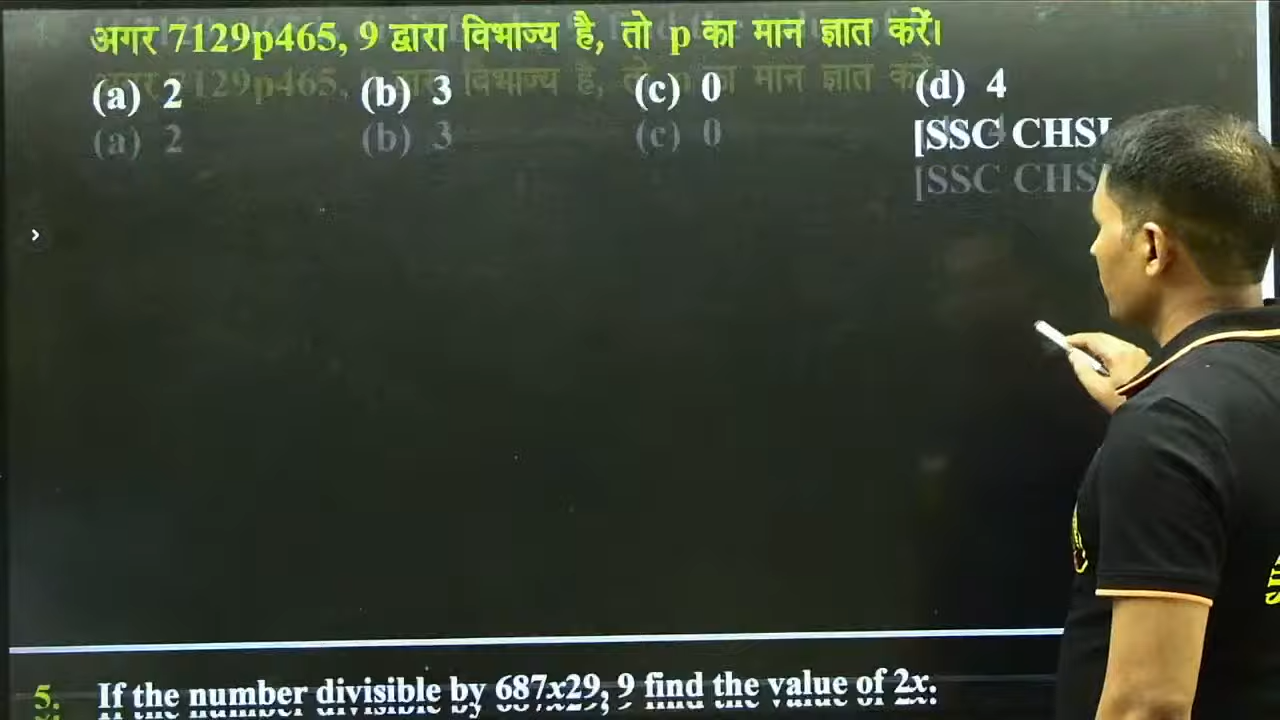 अगर 7129p465, 9 द्वारा विभाज्य है, तो p का मान ज्ञात करें।
(a) 2 (b) 3 (c) 0 (d) 4
[SSC CHSL
5. If the number divisible by 687x29, 9 find the value of 2x.